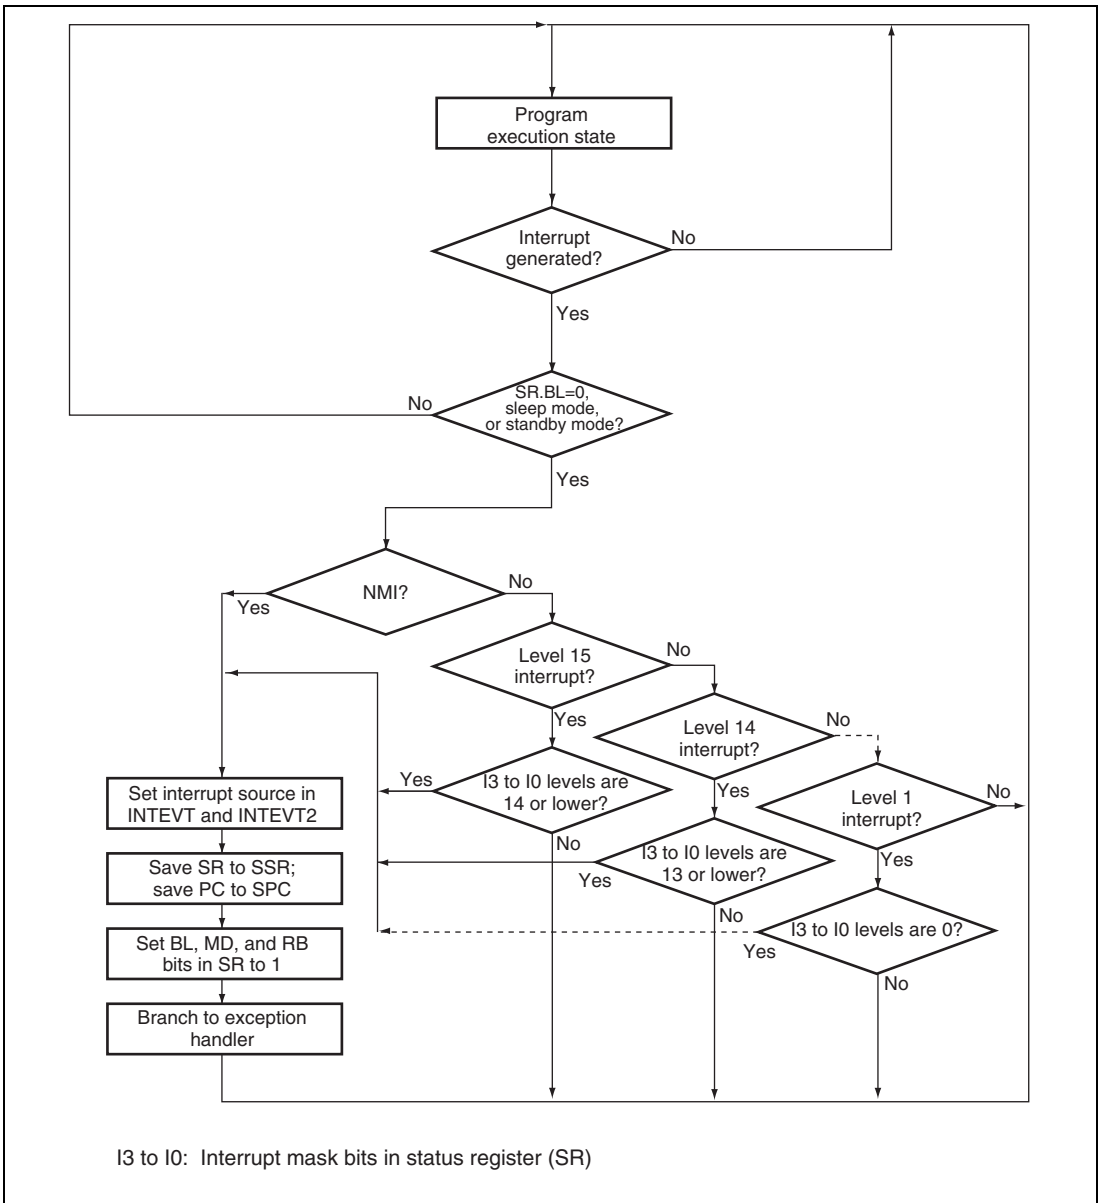 Program
execution state
Interrupt
generated?
No
Yes
SR.BL=0,
sleep mode,
or standby mode?
No
Yes
NMI?
No
Yes
Level 15
interrupt?
No
Yes
Level 14
interrupt?
No
Yes
I3 to I0 levels are
14 or lower?
Yes
No
Level 1
interrupt?
No
Yes
Set interrupt source in
INTEVT and INTEVT2
I3 to I0 levels are
13 or lower?
Yes
No
Save SR to SSR;
save PC to SPC
I3 to I0 levels are 0?
Yes
No
Set BL, MD, and RB
bits in SR to 1
Branch to exception
handler
I3 to I0: Interrupt mask bits in status register (SR)